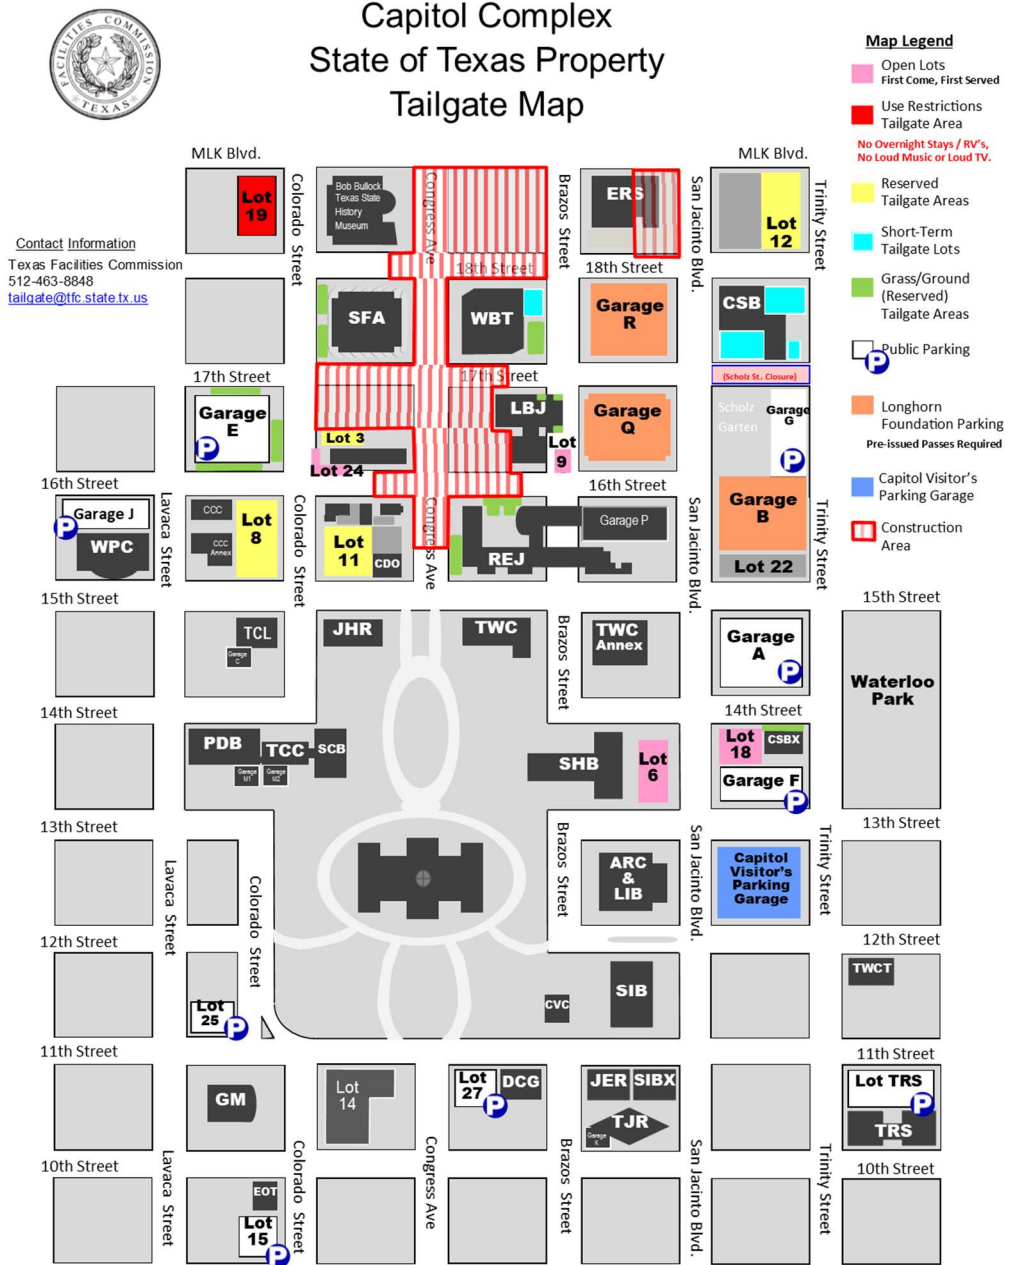 FACILITIES COMMISSION
★ TEXAS ★
Capitol Complex
State of Texas Property
Tailgate Map
Map Legend
Open Lots
First Come, First Served
Use Restrictions
Tailgate Area
No Overnight Stays / RV's,
No Loud Music or Loud TV.
Reserved
Tailgate Areas
Short-Term
Tailgate Lots
Grass/Ground
(Reserved)
Tailgate Areas
P
Public Parking
Longhorn
Foundation Parking
Pre-issued Passes Required
Capitol Visitor's
Parking Garage
Construction
Area
Contact Information
Texas Facilities Commission
512-463-8848
tailgate@tfc.state.tx.us
MLK Blvd.
MLK Blvd.
Lot
19
Colorado Street
Bob Bullock
Texas State
History
Museum
Congress Ave
Brazos Street
ERS
San Jacinto Blvd.
Lot
12
Trinity Street
18th Street
18th Street
SFA
WBT
Garage
R
CSB
(Scholz St. Closure)
17th Street
17th Street
Garage
E
P
Lot 3
Lot 24
LBJ
Lot
9
Garage
Q
Scholz
Garten
Garage
G
P
16th Street
16th Street
Garage J
P
WPC
Lavaca Street
CCC
CCC
Annex
Lot
8
Colorado Street
Lot
11
CDO
Congress Ave
REJ
Garage P
San Jacinto Blvd.
Garage
B
Lot 22
Trinity Street
15th Street
15th Street
TCL
Garage
C
JHR
TWC
Brazos Street
TWC
Annex
Garage
A
P
Waterloo
Park
14th Street
14th Street
PDB
TCC
SCB
Garage
M1
Garage
M2
SHB
Lot
6
Lot
18
CSBX
Garage F
P
13th Street
13th Street
Lavaca Street
Colorado Street
Brazos Street
ARC
&
LIB
San Jacinto Blvd.
Capitol
Visitor's
Parking
Garage
Trinity Street
12th Street
12th Street
Lot
25
P
CVC
SIB
TWCT
11th Street
11th Street
GM
Lot
14
Lot
27
P
DCG
JER
SIBX
TJR
Garage
K
Lot TRS
P
TRS
10th Street
10th Street
Lavaca Street
EOT
Lot
15
P
Colorado Street
Congress Ave
Brazos Street
San Jacinto Blvd.
Trinity Street